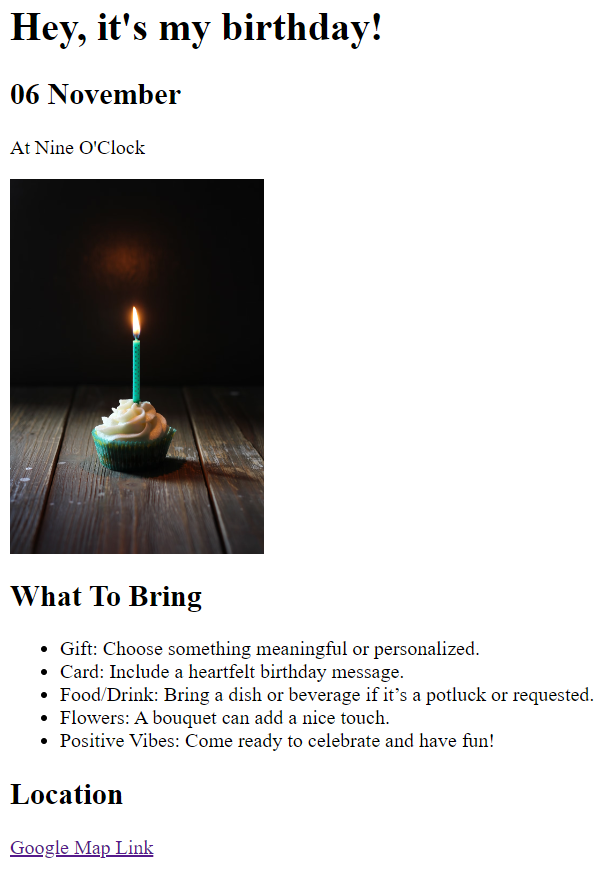 Hey, it's my birthday!
06 November
At Nine O'Clock
What To Bring
Gift: Choose something meaningful or personalized.
Card: Include a heartfelt birthday message.
Food/Drink: Bring a dish or beverage if it’s a potluck or requested.
Flowers: A bouquet can add a nice touch.
Positive Vibes: Come ready to celebrate and have fun!
Location
Google Map Link